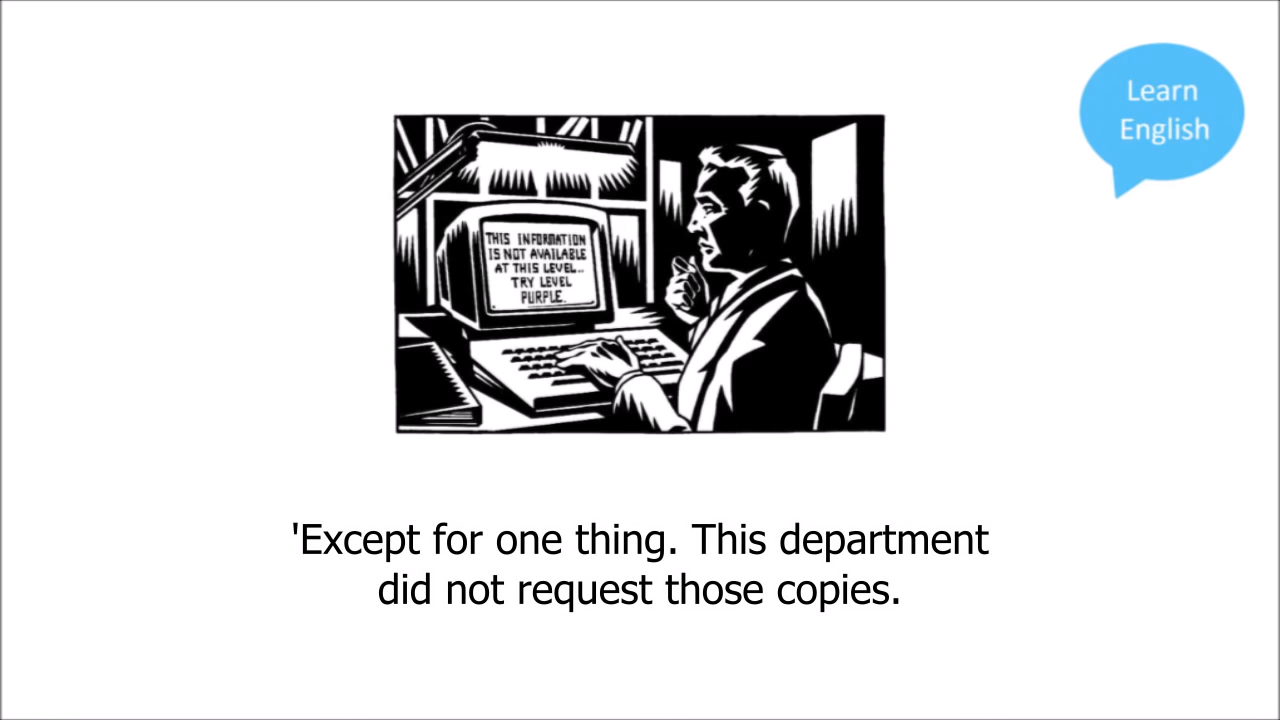 Learn
English
THIS INFORMATION
IS NOT AVAILABLE
AT THIS LEVEL..
TRY LEVEL
PURPLE.
'Except for one thing. This department
did not request those copies.